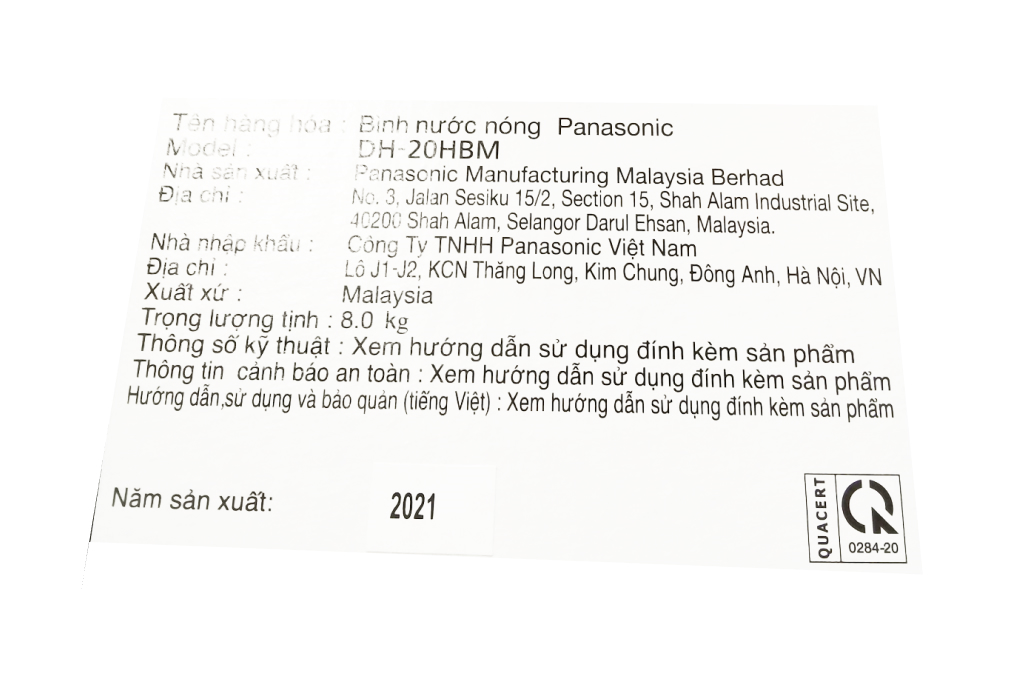 Tên hàng hóa : Bình nước nóng Panasonic
Model : DH-20HBM
Nhà sản xuất : Panasonic Manufacturing Malaysia Berhad
Địa chỉ : No. 3, Jalan Sesiku 15/2, Section 15, Shah Alam Industrial Site,
40200 Shah Alam, Selangor Darul Ehsan, Malaysia.
Nhà nhập khẩu : Công Ty TNHH Panasonic Việt Nam
Địa chỉ : Lô J1-J2, KCN Thăng Long, Kim Chung, Đông Anh, Hà Nội, VN
Xuất xứ : Malaysia
Trọng lượng tịnh : 8.0 kg
Thông số kỹ thuật : Xem hướng dẫn sử dụng đính kèm sản phẩm
Thông tin cảnh báo an toàn : Xem hướng dẫn sử dụng đính kèm sản phẩm
Hướng dẫn,sử dụng và bảo quản (tiếng Việt) : Xem hướng dẫn sử dụng đính kèm sản phẩm
Năm sản xuất: 2021
QUACERT
0284-20